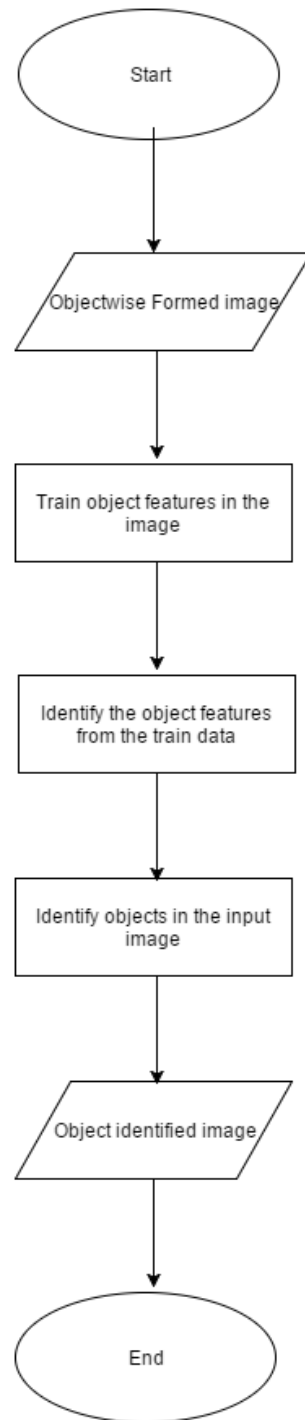 Start
Objectwise Formed image
Train object features in the
image
Identify the object features
from the train data
Identify objects in the input
image
Object identified image
End